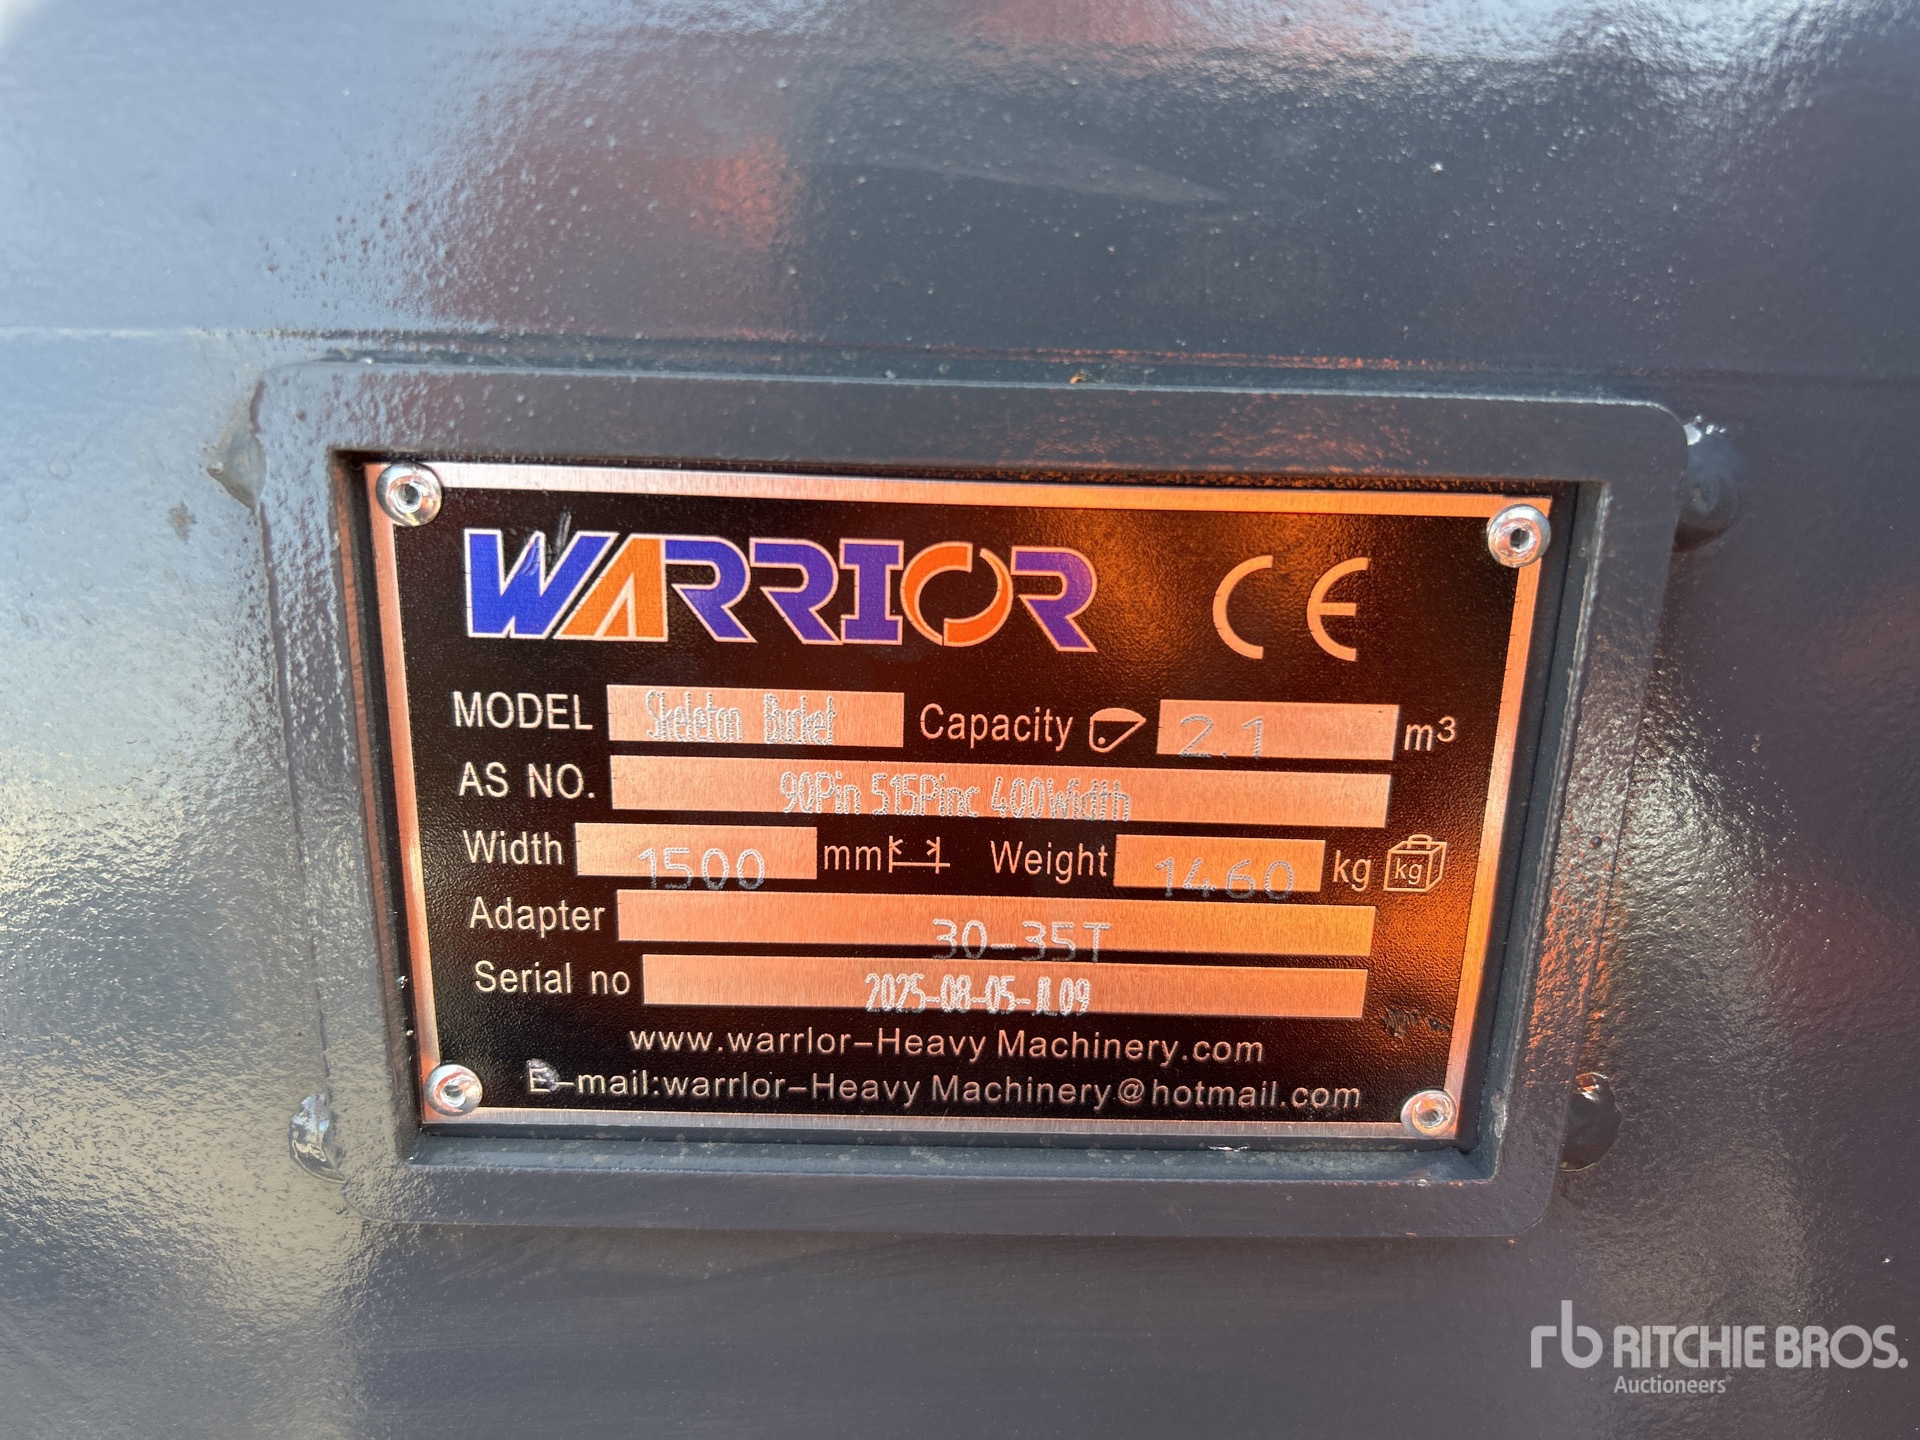 WARRIOR CE
MODEL Skeleton Bucket Capacity 2.1 m³
AS NO. 90Pin 515Pinc 400Width
Width 1500 mm Weight 1460 kg kg
Adapter 30-35T
Serial no 2025-08-05-JL09
www.warrlor-Heavy Machinery.com
E-mail:warrlor-Heavy Machinery@hotmail.com
rb RITCHIE BROS.
Auctioneers